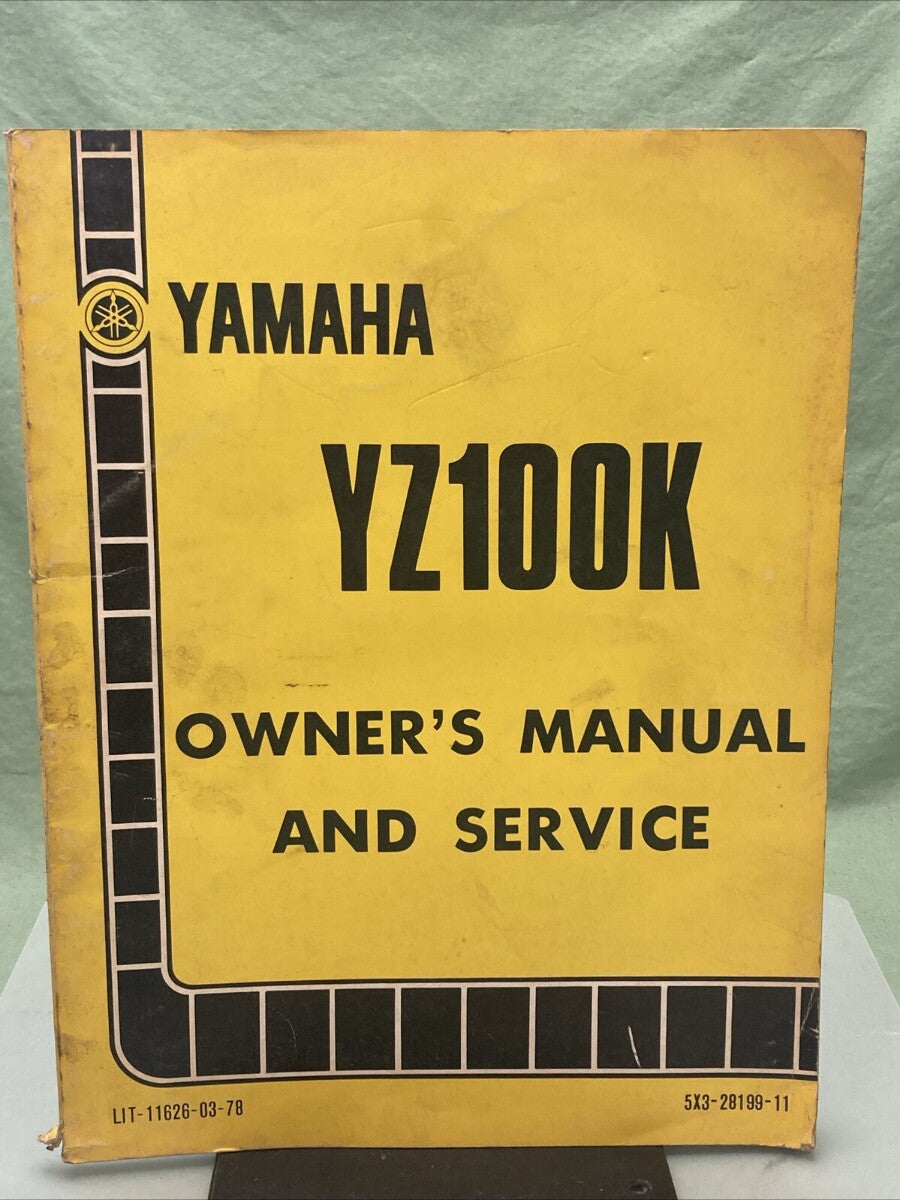 YAMAHA
YZ100K
OWNER'S MANUAL
AND SERVICE
LIT-11626-03-78
5X3-28199-11